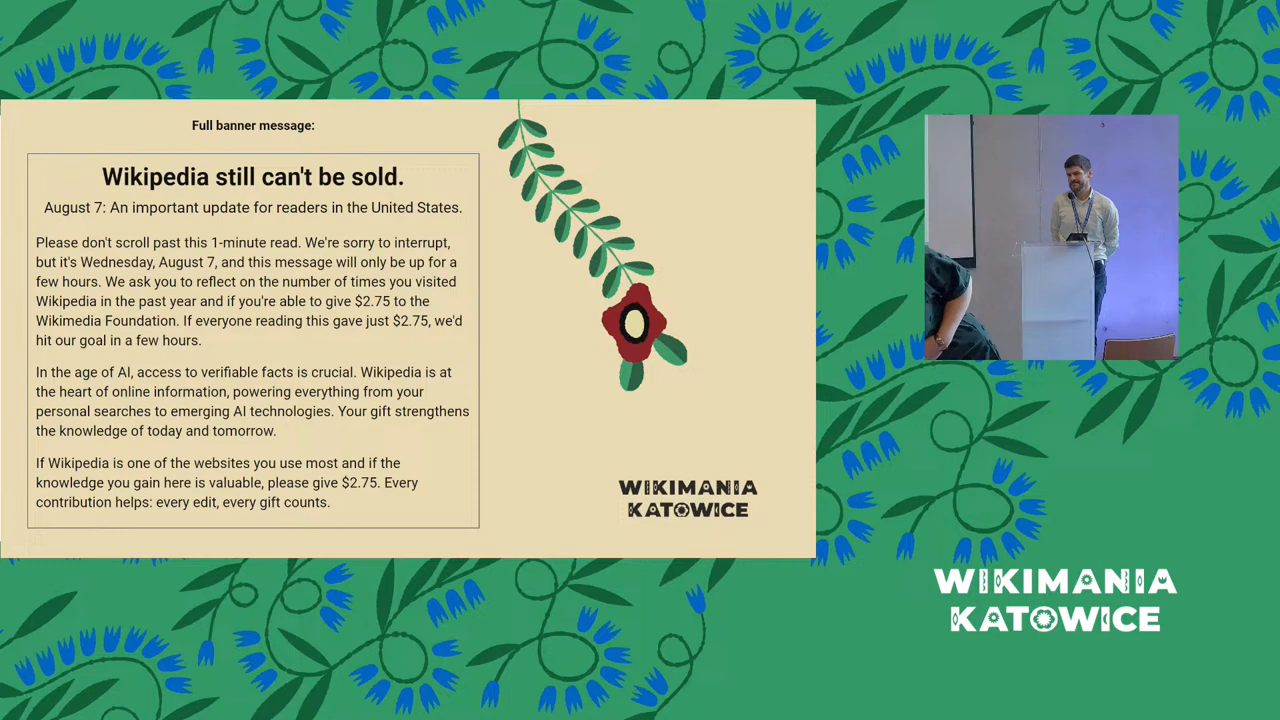 Full banner message:
Wikipedia still can't be sold.
August 7: An important update for readers in the United States.
Please don't scroll past this 1-minute read. We're sorry to interrupt,
but it's Wednesday, August 7, and this message will only be up for a
few hours. We ask you to reflect on the number of times you visited
Wikipedia in the past year and if you're able to give $2.75 to the
Wikimedia Foundation. If everyone reading this gave just $2.75, we'd
hit our goal in a few hours.
In the age of AI, access to verifiable facts is crucial. Wikipedia is at
the heart of online information, powering everything from your
personal searches to emerging AI technologies. Your gift strengthens
the knowledge of today and tomorrow.
If Wikipedia is one of the websites you use most and if the
knowledge you gain here is valuable, please give $2.75. Every
contribution helps: every edit, every gift counts.
WIKIMANIA
KATOWICE
WIKIMANIA
KATOWICE